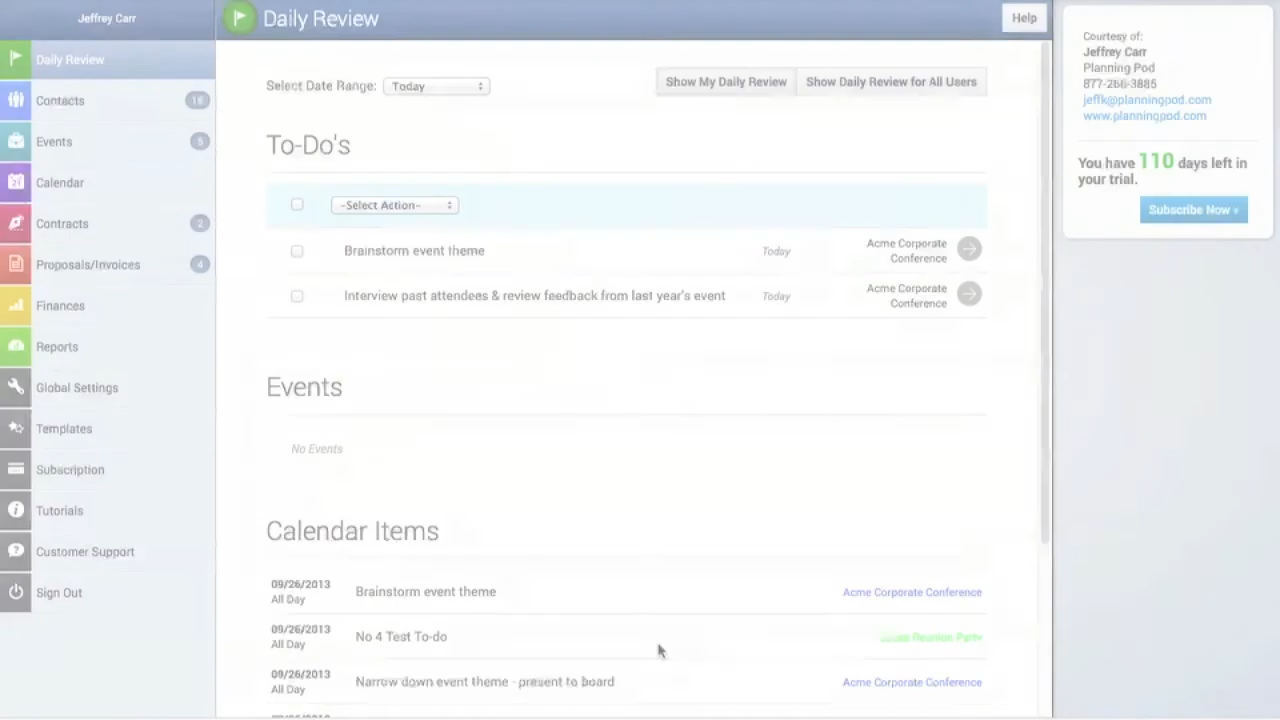 Jeffrey Carr
Daily Review
Help
Daily Review
Contacts 16
Events 5
Calendar
Contracts 2
Proposals/Invoices 4
Finances
Reports
Global Settings
Templates
Subscription
Tutorials
Customer Support
Sign Out
Select Date Range: Today
Show My Daily Review
Show Daily Review for All Users
To-Do's
-Select Action-
Brainstorm event theme Today Acme Corporate
Conference
Interview past attendees & review feedback from last year's event Today Acme Corporate
Conference
Events
No Events
Calendar Items
09/26/2013
All Day
Brainstorm event theme
Acme Corporate Conference
09/26/2013
All Day
No 4 Test To-do
Reunion Party
09/26/2013
All Day
Narrow down event theme - present to board
Acme Corporate Conference
Courtesy of:
Jeffrey Carr
Planning Pod
877-266-3885
jeffk@planningpod.com
www.planningpod.com
You have 110 days left in
your trial.
Subscribe Now »